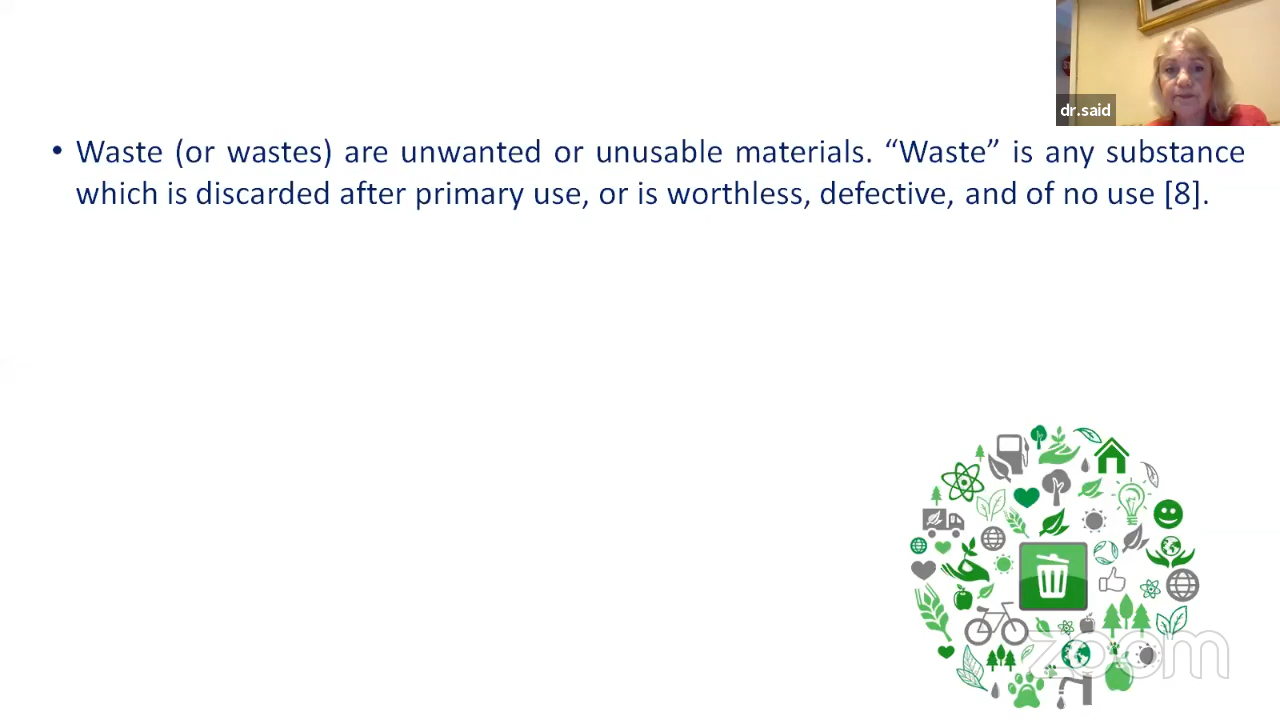 dr.said
• Waste (or wastes) are unwanted or unusable materials. “Waste” is any substance
which is discarded after primary use, or is worthless, defective, and of no use [8].
zoom